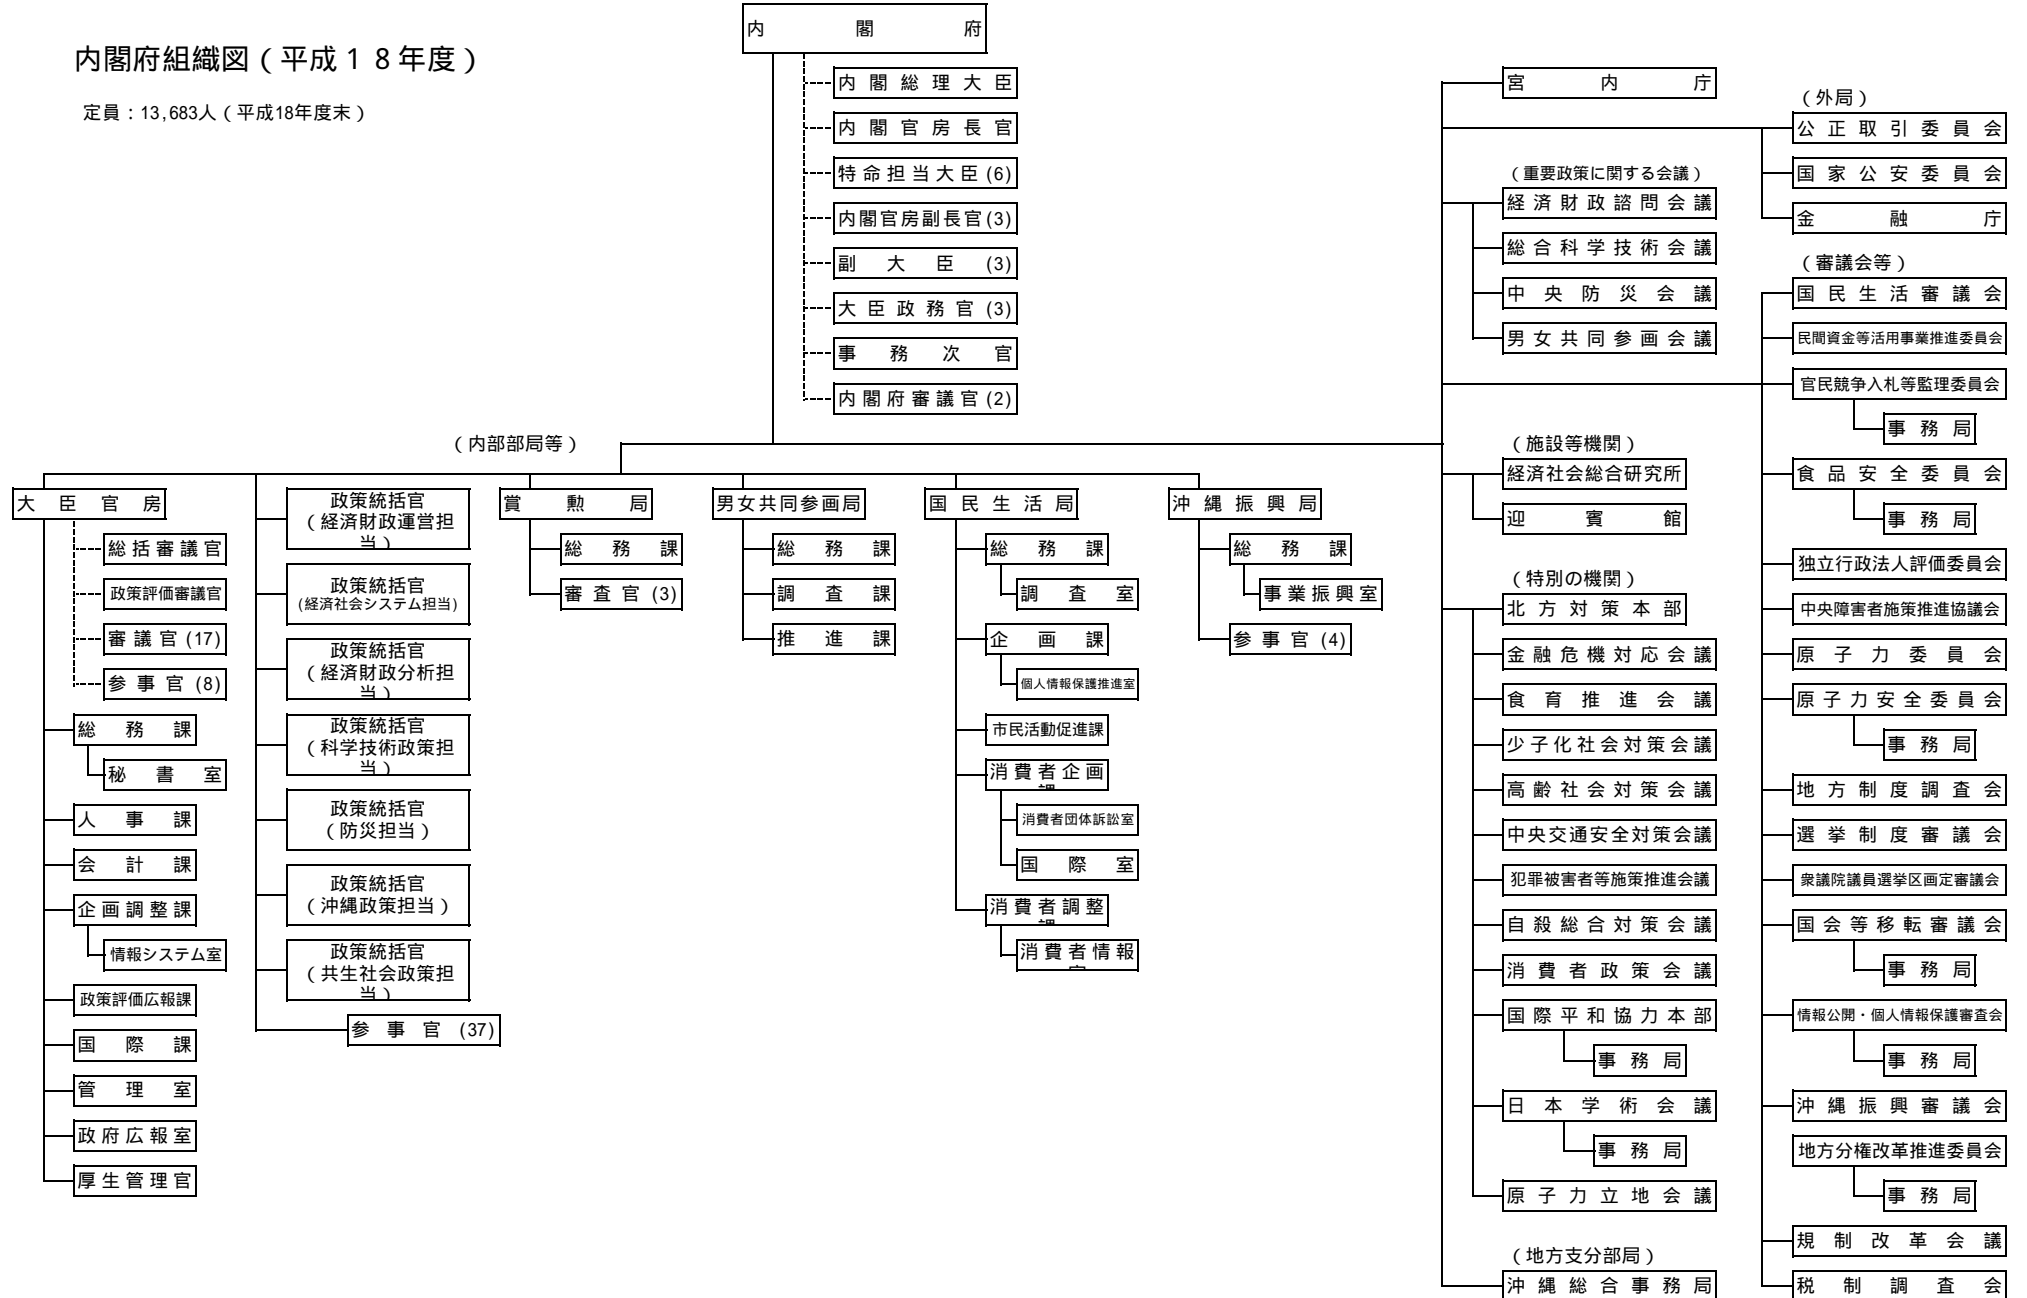 内閣府組織図（平成１８年度）
定員：13,683人（平成18年度末）
内閣府
内閣総理大臣
内閣官房長官
特命担当大臣(6)
内閣官房副長官(3)
副大臣(3)
大臣政務官(3)
事務次官
内閣府審議官(2)
（内部部局等）
大臣官房
総括審議官
政策評価審議官
審議官(17)
参事官(8)
総務課
秘書室
人事課
会計課
企画調整課
情報システム室
政策評価広報課
国際課
管理室
政府広報室
厚生管理官
政策統括官
（経済財政運営担
当）
政策統括官
(経済社会システム担当)
政策統括官
（経済財政分析担
当）
政策統括官
（科学技術政策担
当）
政策統括官
（防災担当）
政策統括官
（沖縄政策担当）
政策統括官
（共生社会政策担
当）
参事官(37)
賞勲局
総務課
審査官(3)
男女共同参画局
総務課
調査課
推進課
国民生活局
総務課
調査室
企画課
個人情報保護推進室
市民活動促進課
消費者企画
課
消費者団体訴訟室
国際室
消費者調整
課
消費者情報
室
沖縄振興局
総務課
事業振興室
参事官(4)
宮内庁
（重要政策に関する会議）
経済財政諮問会議
総合科学技術会議
中央防災会議
男女共同参画会議
（施設等機関）
経済社会総合研究所
迎賓館
（特別の機関）
北方対策本部
金融危機対応会議
食育推進会議
少子化社会対策会議
高齢社会対策会議
中央交通安全対策会議
犯罪被害者等施策推進会議
自殺総合対策会議
消費者政策会議
国際平和協力本部
事務局
日本学術会議
事務局
原子力立地会議
（地方支分部局）
沖縄総合事務局
（外局）
公正取引委員会
国家公安委員会
金融庁
（審議会等）
国民生活審議会
民間資金等活用事業推進委員会
官民競争入札等監理委員会
事務局
食品安全委員会
事務局
独立行政法人評価委員会
中央障害者施策推進協議会
原子力委員会
原子力安全委員会
事務局
地方制度調査会
選挙制度審議会
衆議院議員選挙区画定審議会
国会等移転審議会
事務局
情報公開・個人情報保護審査会
事務局
沖縄振興審議会
地方分権改革推進委員会
事務局
規制改革会議
税制調査会